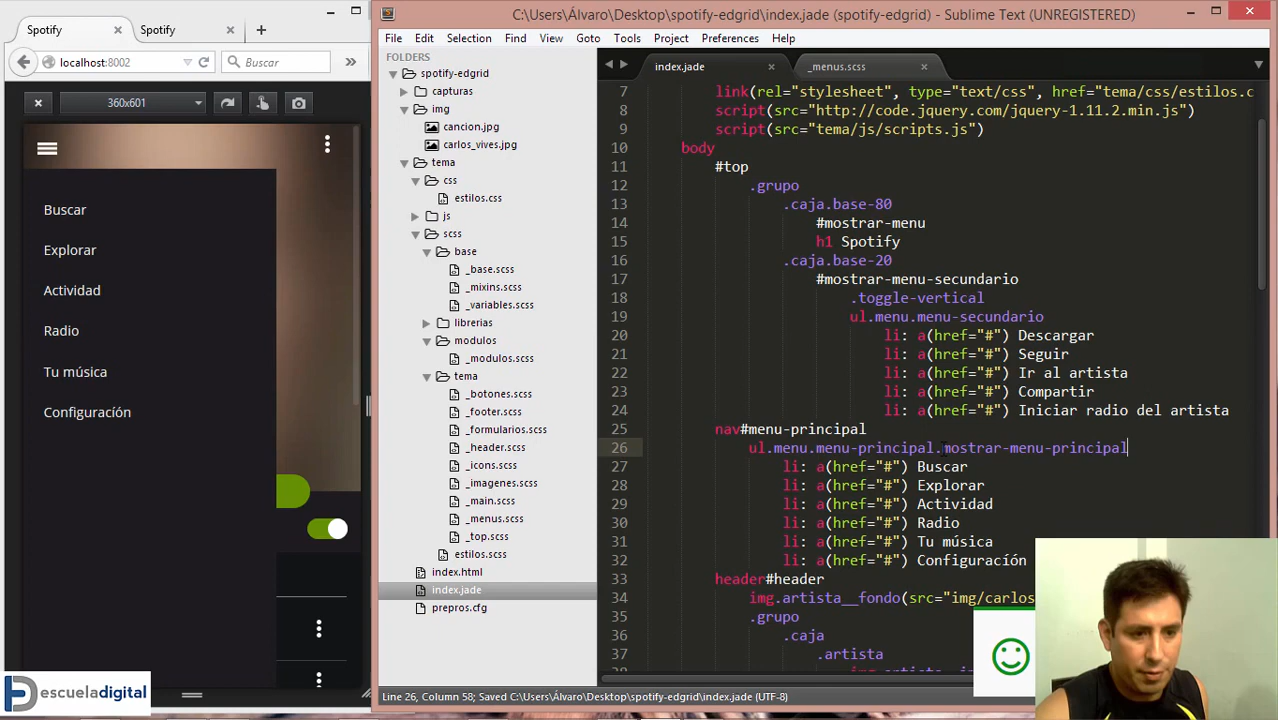 C:\Users\Álvaro\Desktop\spotify-edgrid\index.jade (spotify-edgrid) - Sublime Text (UNREGISTERED)
Spotify
Spotify
File Edit Selection Find View Goto Tools Project Preferences Help
localhost:8002
Buscar
360x601
Buscar
Explorar
Actividad
Radio
Tu música
Configuracíón
FOLDERS
spotify-edgrid
capturas
img
cancion.jpg
carlos_vives.jpg
tema
css
estilos.css
js
scss
base
_base.scss
_mixins.scss
_variables.scss
librerias
modulos
_modulos.scss
tema
_botones.scss
_footer.scss
_formularios.scss
_header.scss
_icons.scss
_imagenes.scss
_main.scss
_menus.scss
_top.scss
estilos.scss
index.html
index.jade
prepros.cfg
index.jade
_menus.scss
7 link(rel="stylesheet", type="text/css", href="tema/css/estilos.c
8 script(src="http://code.jquery.com/jquery-1.11.2.min.js")
9 script(src="tema/js/scripts.js")
10 body
11 #top
12 .grupo
13 .caja.base-80
14 #mostrar-menu
15 h1 Spotify
16 .caja.base-20
17 #mostrar-menu-secundario
18 .toggle-vertical
19 ul.menu.menu-secundario
20 li: a(href="#") Descargar
21 li: a(href="#") Seguir
22 li: a(href="#") Ir al artista
23 li: a(href="#") Compartir
24 li: a(href="#") Iniciar radio del artista
25 nav#menu-principal
26 ul.menu.menu-principal.mostrar-menu-principal
27 li: a(href="#") Buscar
28 li: a(href="#") Explorar
29 li: a(href="#") Actividad
30 li: a(href="#") Radio
31 li: a(href="#") Tu música
32 li: a(href="#") Configuracíón
33 header#header
34 img.artista__fondo(src="img/carlos
35 .grupo
36 .caja
37 .artista
Line 26, Column 58; Saved C:\Users\Álvaro\Desktop\spotify-edgrid\index.jade (UTF-8)
escueladigital